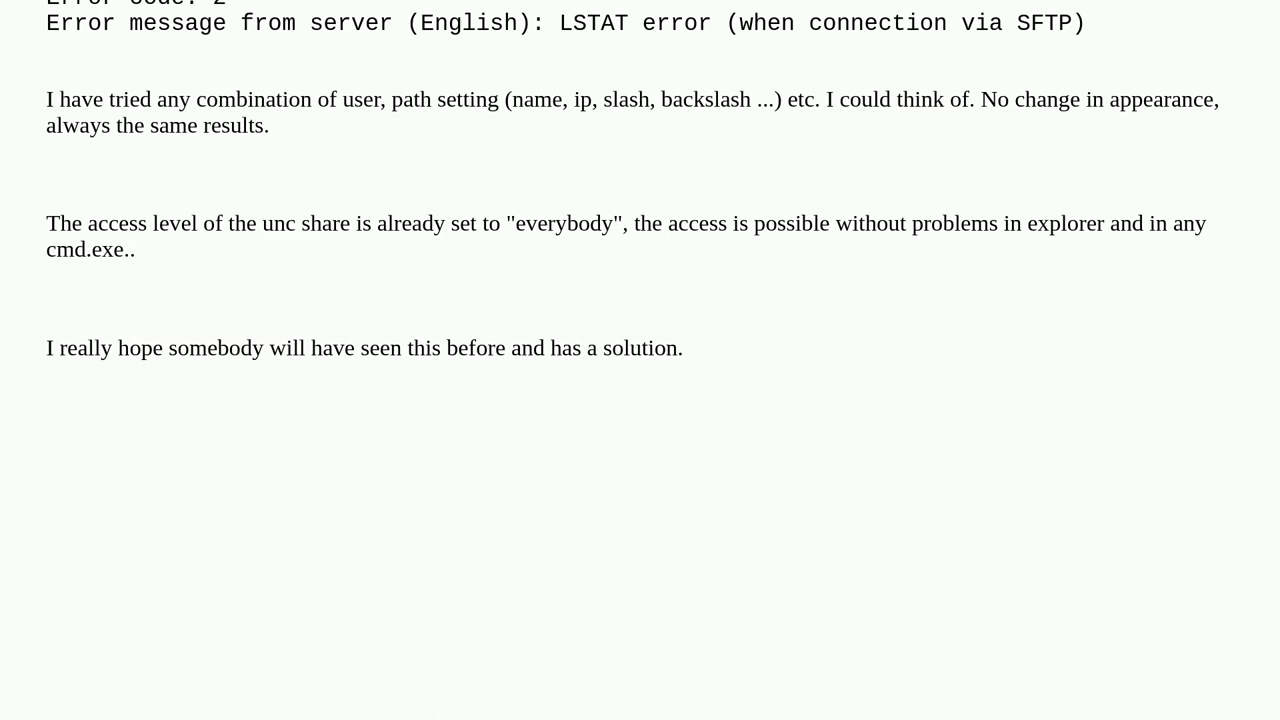 Error code: 2
Error message from server (English): LSTAT error (when connection via SFTP)
I have tried any combination of user, path setting (name, ip, slash, backslash ...) etc. I could think of. No change in appearance,
always the same results.
The access level of the unc share is already set to "everybody", the access is possible without problems in explorer and in any
cmd.exe..
I really hope somebody will have seen this before and has a solution.